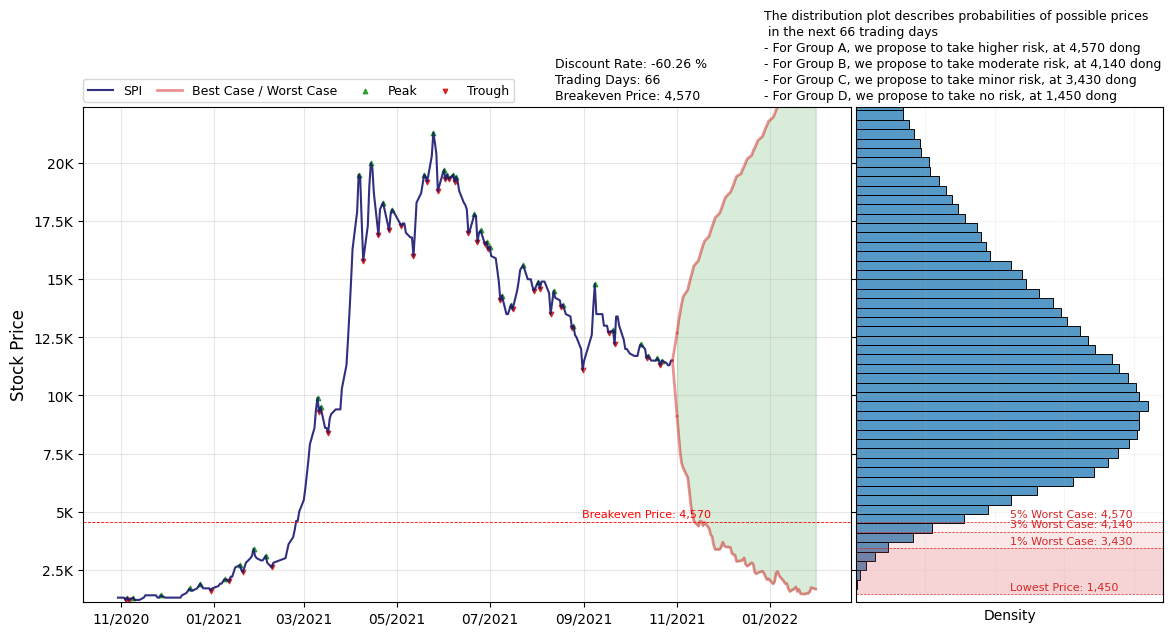 The distribution plot describes probabilities of possible prices
in the next 66 trading days
- For Group A, we propose to take higher risk, at 4,570 dong
- For Group B, we propose to take moderate risk, at 4,140 dong
- For Group C, we propose to take minor risk, at 3,430 dong
- For Group D, we propose to take no risk, at 1,450 dong
Discount Rate: -60.26 %
Trading Days: 66
Breakeven Price: 4,570
SPI Best Case / Worst Case Peak Trough
Stock Price
20K
17.5K
15K
12.5K
10K
7.5K
5K
2.5K
Breakeven Price: 4,570
5% Worst Case: 4,570
3% Worst Case: 4,140
1% Worst Case: 3,430
Lowest Price: 1,450
11/2020 01/2021 03/2021 05/2021 07/2021 09/2021 11/2021 01/2022
Density